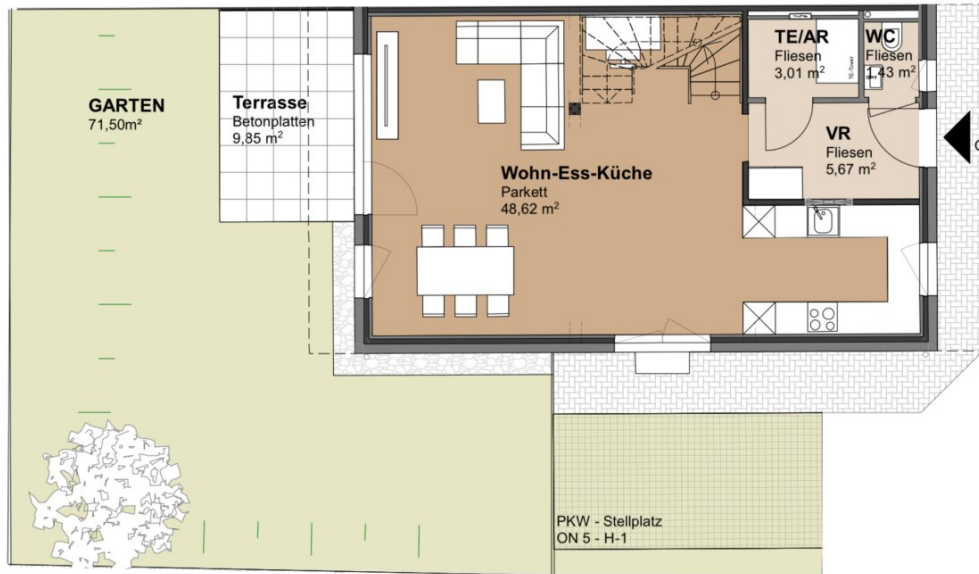 GARTEN
71,50m²
Terrasse
Betonplatten
9,85 m²
Wohn-Ess-Küche
Parkett
48,62 m²
TE/AR
Fliesen
3,01 m²
WC
Fliesen
1,43 m²
VR
Fliesen
5,67 m²
PKW - Stellplatz
ON 5 - H-1